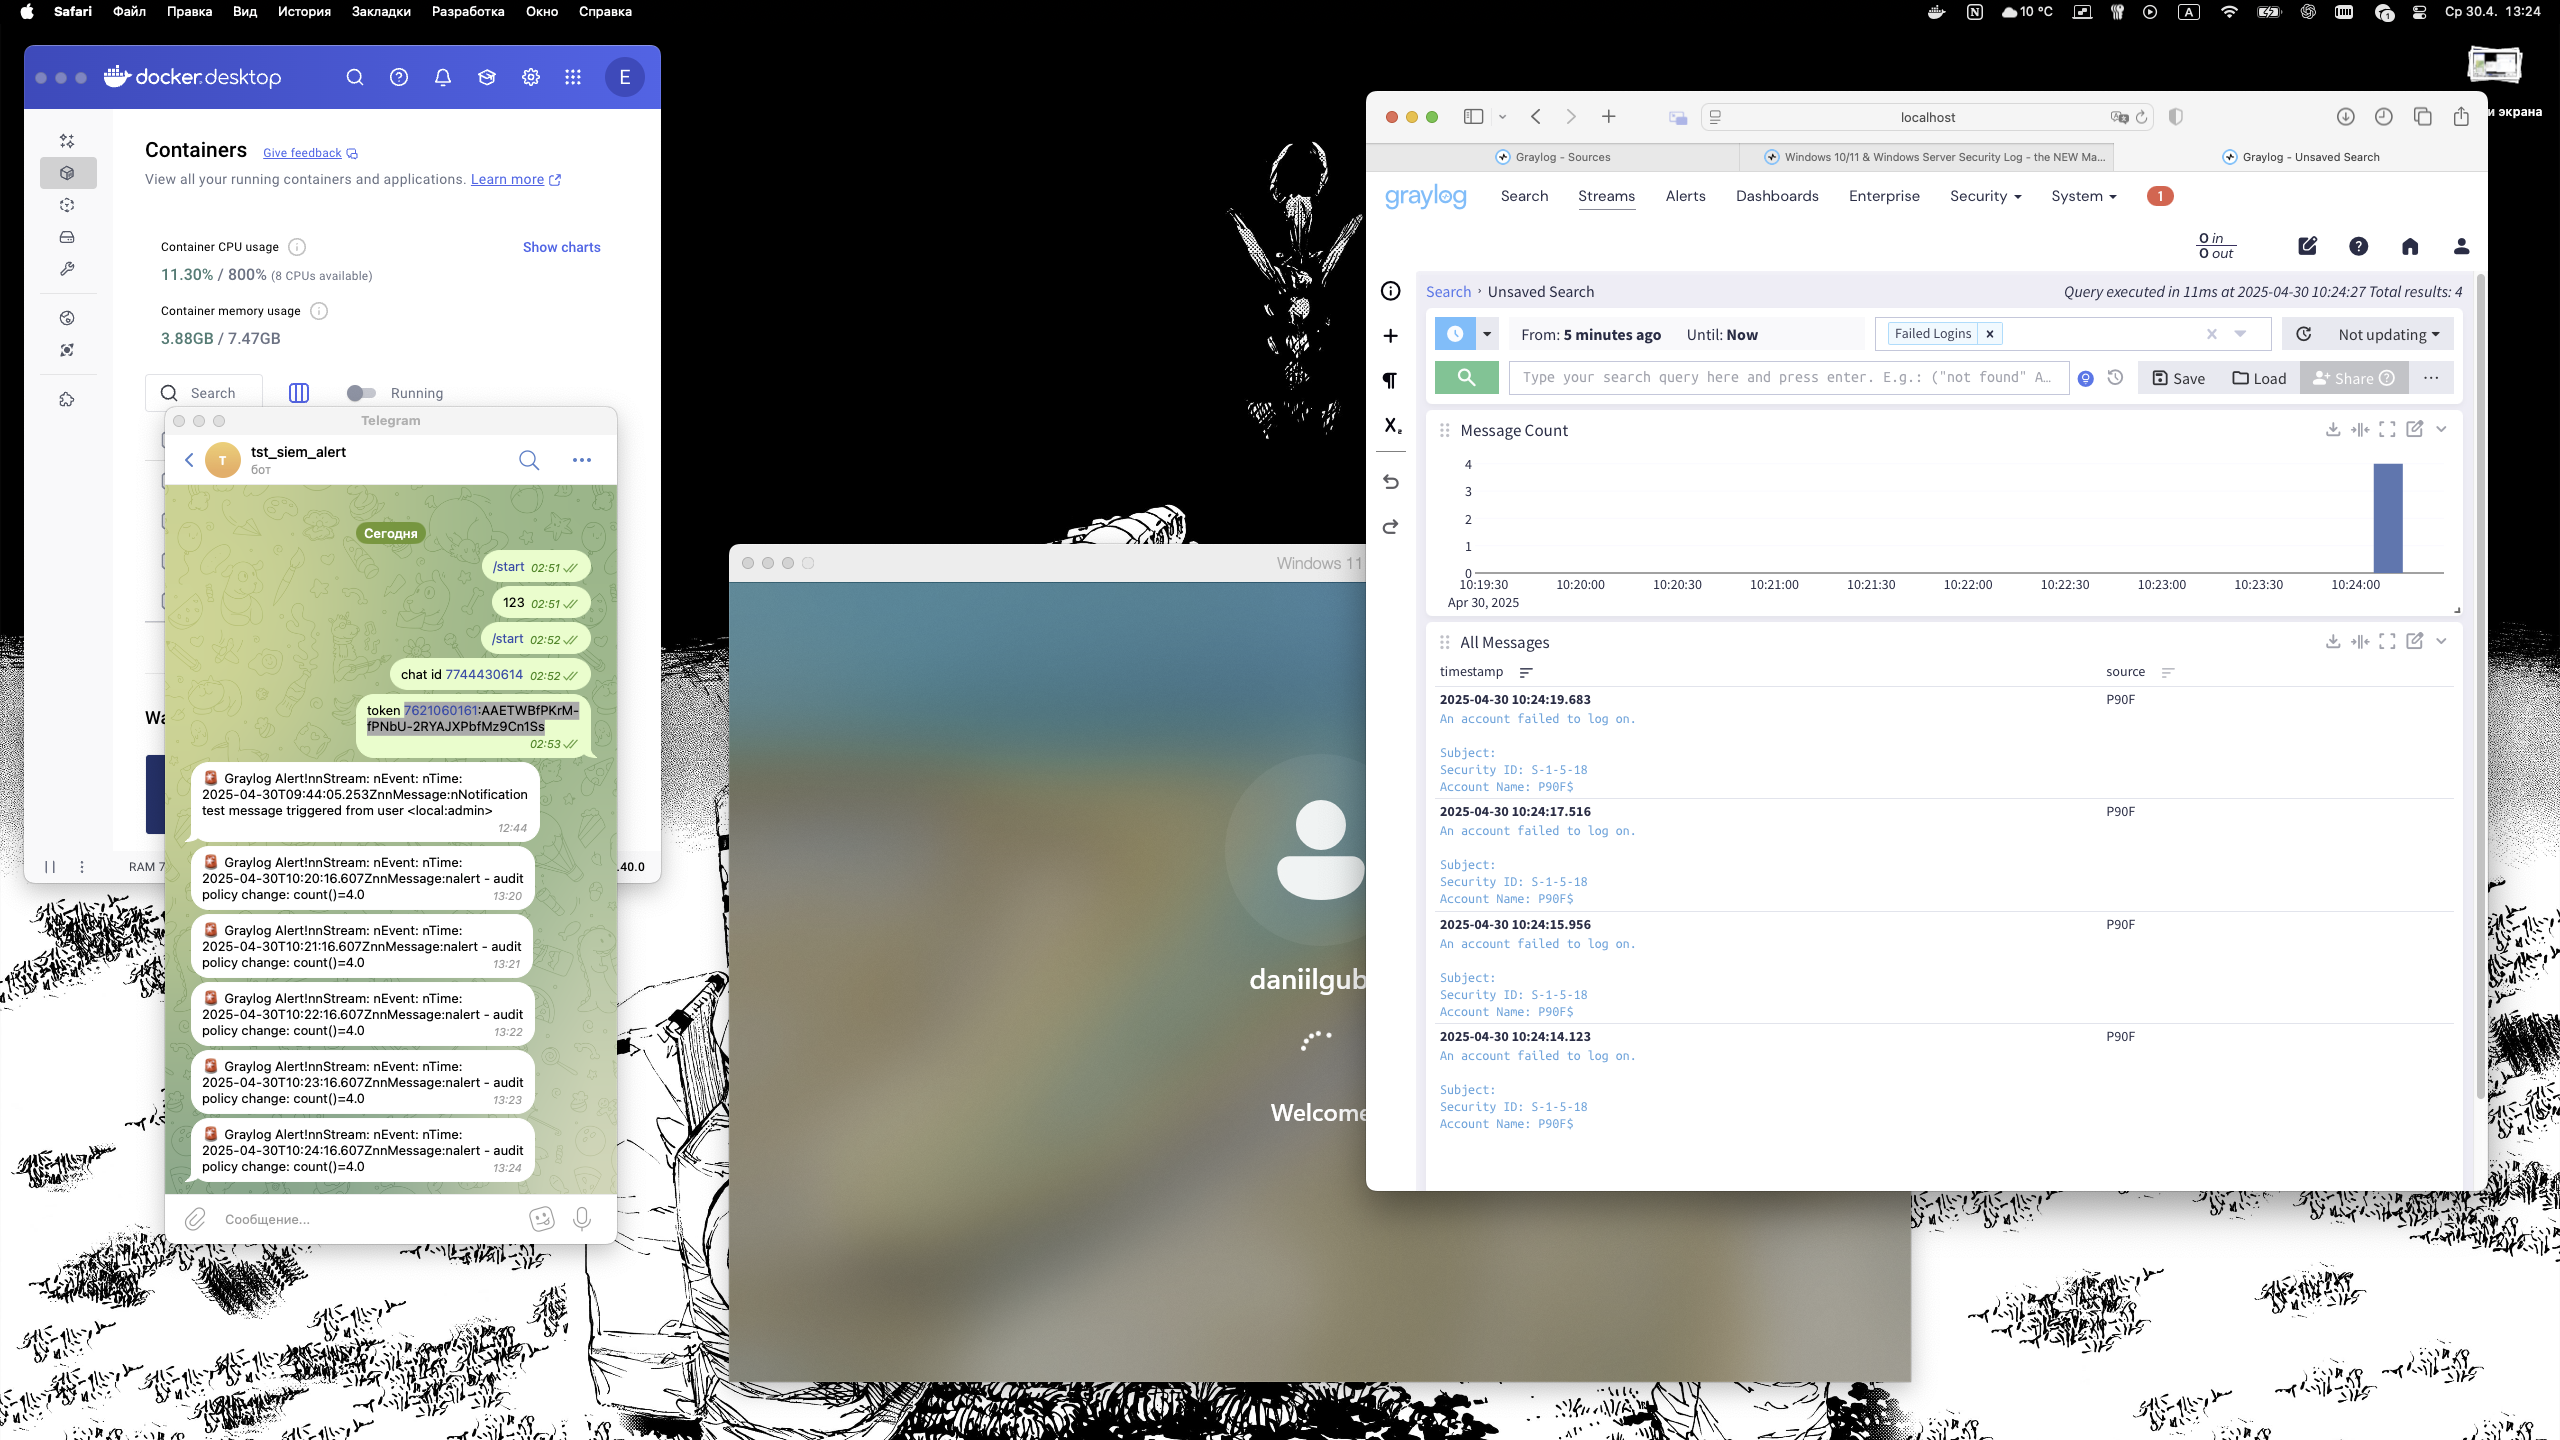 Safari Файл Правка Вид История Закладки Разработка Окно Справка
10 °C A 1 Ср 30.4. 13:24
и экрана
docker.desktop E
Containers Give feedback
View all your running containers and applications. Learn more
Container CPU usage
Show charts
11.30% / 800% (8 CPUs available)
Container memory usage
3.88GB / 7.47GB
Search
Running
Wa
RAM 7
.40.0
Telegram
T
tst_siem_alert
бот
Сегодня
/start 02:51
123 02:51
/start 02:52
chat id 7744430614 02:52
token 7621060161:AAETWBfPKrM-
fPNbU-2RYAJXPbfMz9Cn1Ss
02:53
🚨 Graylog Alert!nnStream: nEvent: nTime:
2025-04-30T09:44:05.253ZnnMessage:nNotification
test message triggered from user <local:admin>
12:44
🚨 Graylog Alert!nnStream: nEvent: nTime:
2025-04-30T10:20:16.607ZnnMessage:nalert - audit
policy change: count()=4.0 13:20
🚨 Graylog Alert!nnStream: nEvent: nTime:
2025-04-30T10:21:16.607ZnnMessage:nalert - audit
policy change: count()=4.0 13:21
🚨 Graylog Alert!nnStream: nEvent: nTime:
2025-04-30T10:22:16.607ZnnMessage:nalert - audit
policy change: count()=4.0 13:22
🚨 Graylog Alert!nnStream: nEvent: nTime:
2025-04-30T10:23:16.607ZnnMessage:nalert - audit
policy change: count()=4.0 13:23
🚨 Graylog Alert!nnStream: nEvent: nTime:
2025-04-30T10:24:16.607ZnnMessage:nalert - audit
policy change: count()=4.0 13:24
Сообщение...
Windows 11
daniilgub
Welcome
localhost
Graylog - Sources
Windows 10/11 & Windows Server Security Log - the NEW Ma...
Graylog - Unsaved Search
graylog Search Streams Alerts Dashboards Enterprise Security System 1
0 in
0 out
Search › Unsaved Search
Query executed in 11ms at 2025-04-30 10:24:27 Total results: 4
From: 5 minutes ago Until: Now
Failed Logins ×
Not updating
Type your search query here and press enter. E.g.: ("not found" A...
Save Load Share ...
Message Count
4
3
2
1
0
10:19:30 10:20:00 10:20:30 10:21:00 10:21:30 10:22:00 10:22:30 10:23:00 10:23:30 10:24:00
Apr 30, 2025
All Messages
timestamp source
2025-04-30 10:24:19.683 P90F
An account failed to log on.
Subject:
Security ID: S-1-5-18
Account Name: P90F$
2025-04-30 10:24:17.516 P90F
An account failed to log on.
Subject:
Security ID: S-1-5-18
Account Name: P90F$
2025-04-30 10:24:15.956 P90F
An account failed to log on.
Subject:
Security ID: S-1-5-18
Account Name: P90F$
2025-04-30 10:24:14.123 P90F
An account failed to log on.
Subject:
Security ID: S-1-5-18
Account Name: P90F$